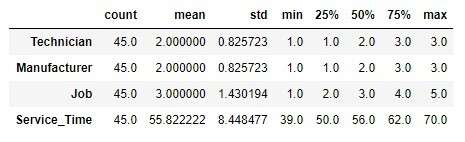 count mean std min 25% 50% 75% max
Technician 45.0 2.000000 0.825723 1.0 1.0 2.0 3.0 3.0
Manufacturer 45.0 2.000000 0.825723 1.0 1.0 2.0 3.0 3.0
Job 45.0 3.000000 1.430194 1.0 2.0 3.0 4.0 5.0
Service_Time 45.0 55.822222 8.448477 39.0 50.0 56.0 62.0 70.0